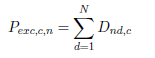 $$P_{exc,c,n} = \sum_{d=1}^{N} D_{nd,c}$$